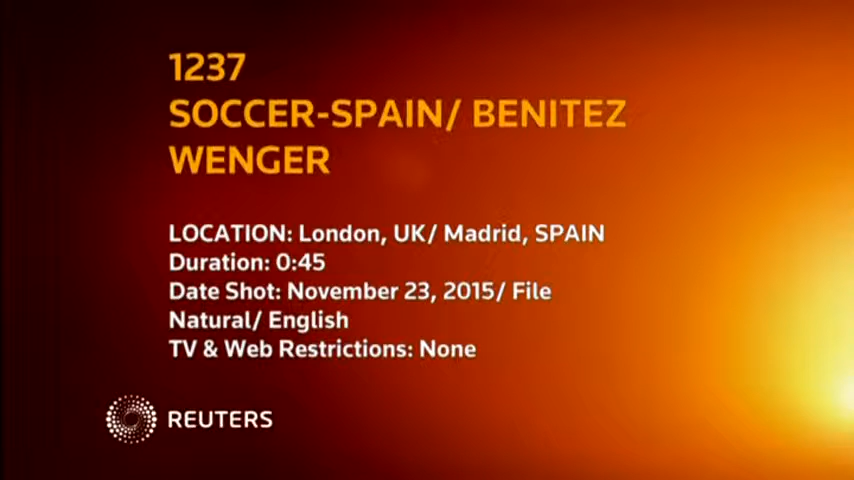 1237
SOCCER-SPAIN/ BENITEZ
WENGER
LOCATION: London, UK/ Madrid, SPAIN
Duration: 0:45
Date Shot: November 23, 2015/ File
Natural/ English
TV & Web Restrictions: None
REUTERS